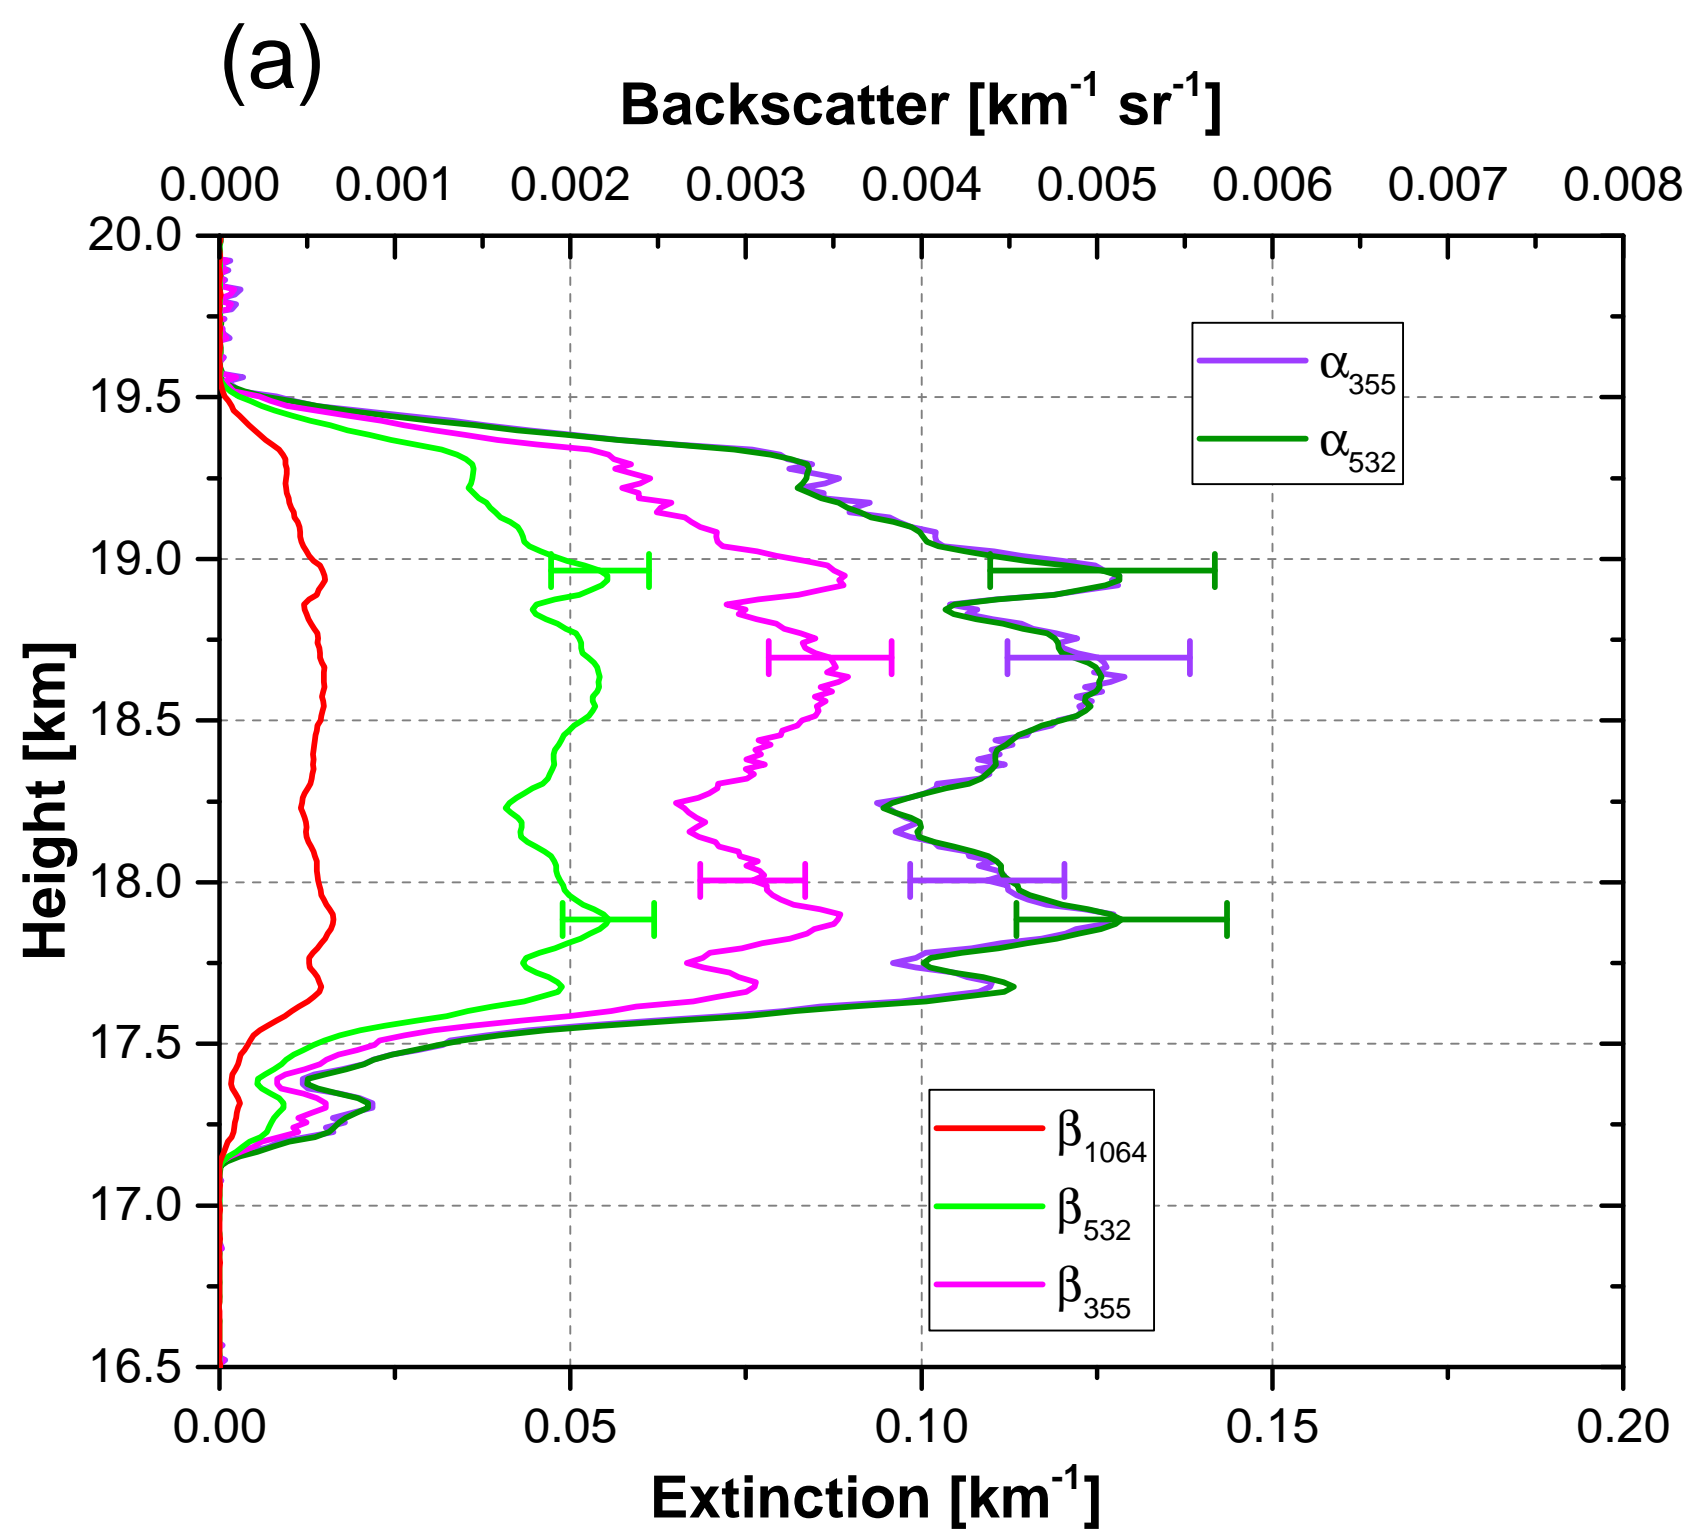 (a)
Backscatter [km⁻¹ sr⁻¹]
0.000 0.001 0.002 0.003 0.004 0.005 0.006 0.007 0.008
20.0
19.5
19.0
18.5
18.0
17.5
17.0
16.5
Height [km]
α355
α532
β1064
β532
β355
0.00 0.05 0.10 0.15 0.20
Extinction [km⁻¹]